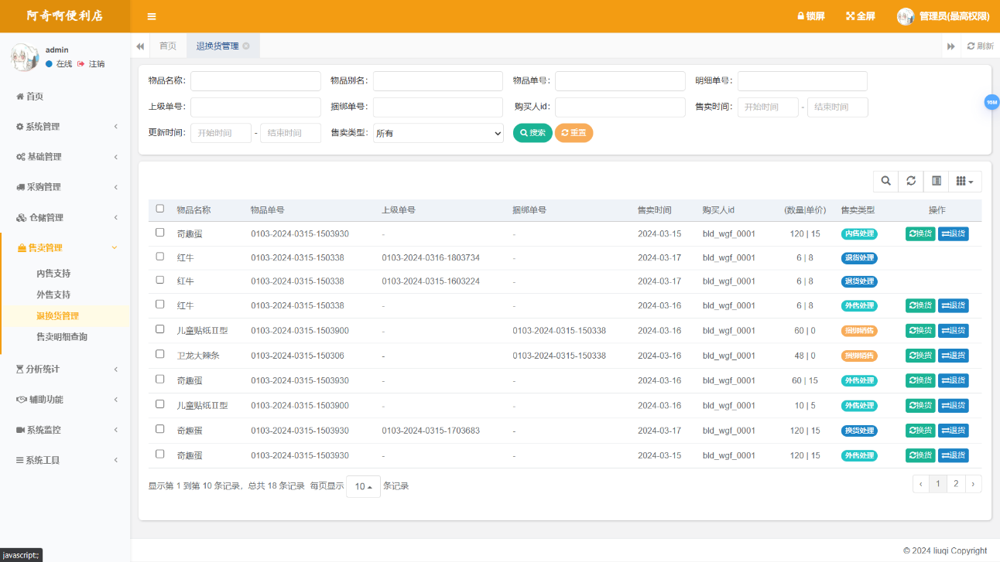 阿奇啊便利店
锁屏 全屏 管理员(最高权限)
admin
在线 注销
首页 退换货管理 刷新
首页
系统管理
基础管理
采购管理
仓储管理
售卖管理
内售支持
外售支持
退换货管理
售卖明细查询
分析统计
辅助功能
系统监控
系统工具
物品名称： 物品别名： 物品单号： 明细单号：
上级单号： 捆绑单号： 购买人id： 售卖时间： 开始时间 - 结束时间
更新时间： 开始时间 - 结束时间 售卖类型： 所有 搜索 重置
95M
物品名称 物品单号 上级单号 捆绑单号 售卖时间 购买人id (数量|单价) 售卖类型 操作
奇趣蛋 0103-2024-0315-1503930 - - 2024-03-15 bld_wgf_0001 120 | 15 内售处理 换货 退货
红牛 0103-2024-0315-150338 0103-2024-0316-1803734 - 2024-03-17 bld_wgf_0001 6 | 8 退货处理
红牛 0103-2024-0315-150338 0103-2024-0316-1603224 - 2024-03-17 bld_wgf_0001 6 | 8 退货处理
红牛 0103-2024-0315-150338 - - 2024-03-16 bld_wgf_0001 6 | 8 外售处理 换货 退货
儿童贴纸II型 0103-2024-0315-1503900 - 0103-2024-0315-150338 2024-03-16 bld_wgf_0001 60 | 0 捆绑销售 换货 退货
卫龙大辣条 0103-2024-0315-150306 - 0103-2024-0315-150338 2024-03-16 bld_wgf_0001 48 | 0 捆绑销售 换货 退货
奇趣蛋 0103-2024-0315-1503930 - - 2024-03-16 bld_wgf_0001 60 | 15 外售处理 换货 退货
儿童贴纸II型 0103-2024-0315-1503900 - - 2024-03-16 bld_wgf_0001 10 | 5 外售处理 换货 退货
奇趣蛋 0103-2024-0315-1503930 0103-2024-0315-1703683 - 2024-03-17 bld_wgf_0001 120 | 15 换货处理 换货 退货
奇趣蛋 0103-2024-0315-1503930 - - 2024-03-16 bld_wgf_0001 120 | 15 外售处理 换货 退货
显示第 1 到第 10 条记录，总共 18 条记录 每页显示 10 条记录 ‹ 1 2 ›
© 2024 liuqi Copyright
javascript:;